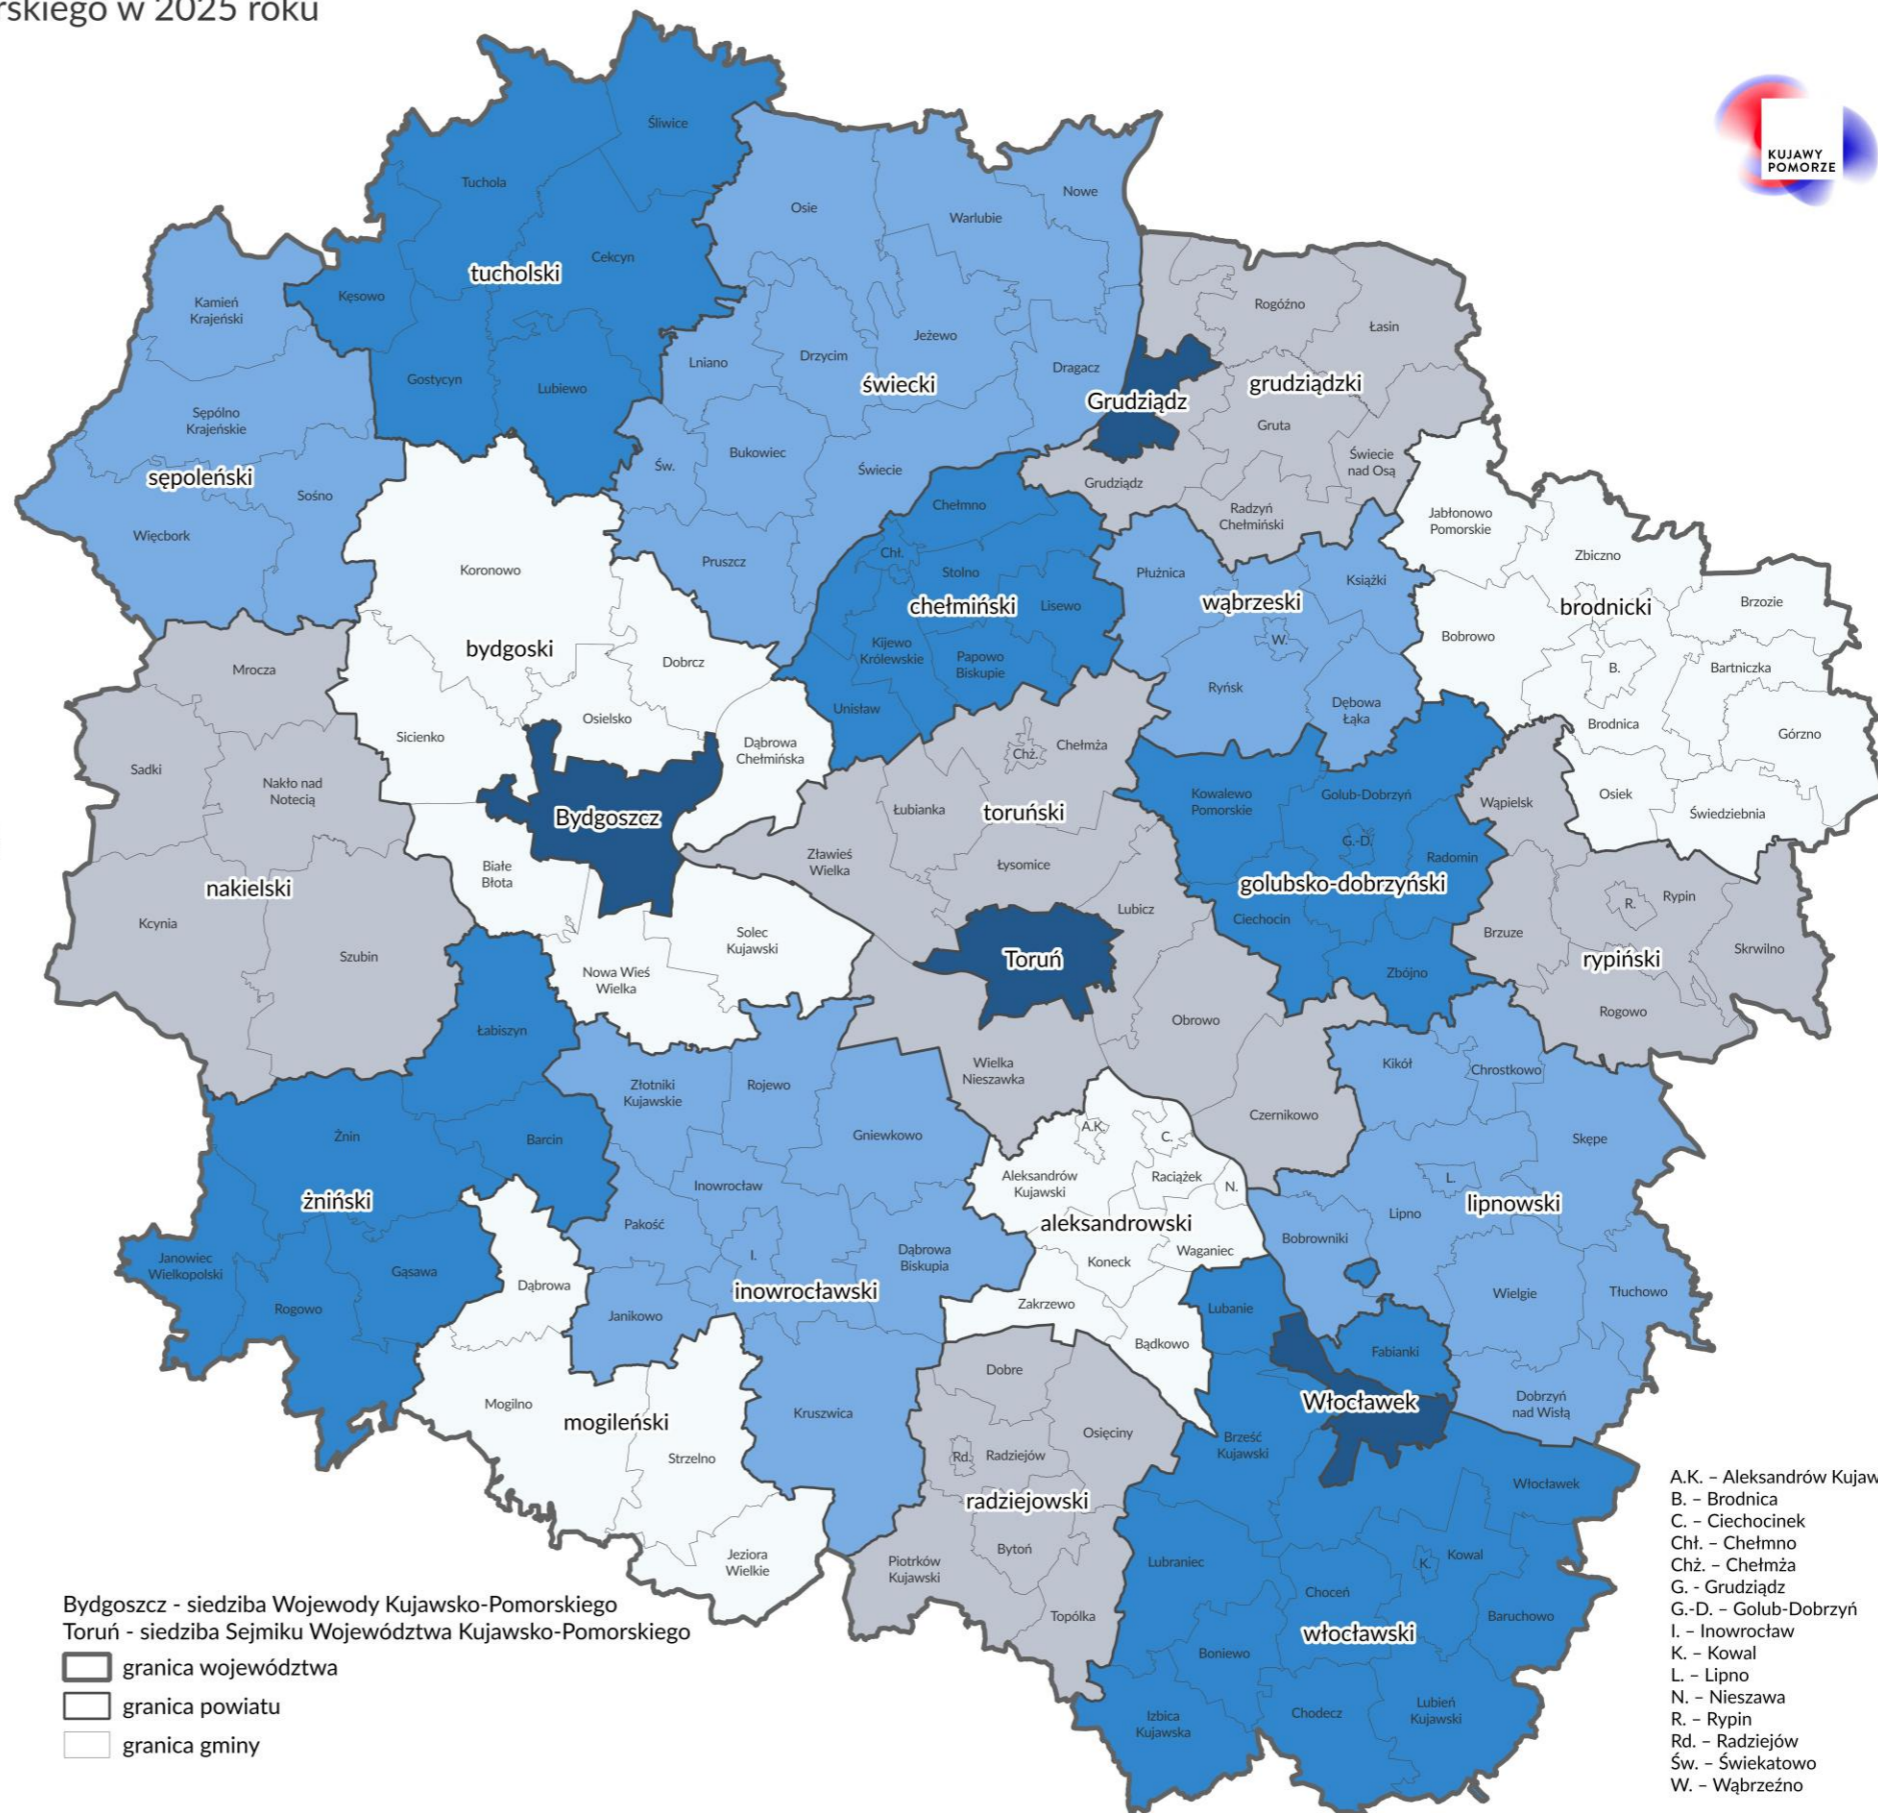 rskiego w 2025 roku
KUJAWY
POMORZE
Śliwice
Tuchola
Osie
Warlubie
Nowe
Cekcyn
tucholski
Kęsowo
Kamień
Krajeński
Rogóźno
Łasin
Jeżewo
Drzycim
Lniano
Dragacz
świecki
Gostycyn
Lubiewo
Grudziądz
grudziądzki
Sępólno
Krajeńskie
Gruta
sępoleński
Św.
Bukowiec
Świecie
Świecie
nad Osą
Sośno
Grudziądz
Radzyń
Chełmiński
Chełmno
Jabłonowo
Pomorskie
Więcbork
Chł.
Zbiczno
Koronowo
Pruszcz
Stolno
Płużnica
Książki
chełmiński
Lisewo
wąbrzeski
brodnicki
Brzozie
W.
Bobrowo
Kijewo
Królewskie
Papowo
Biskupie
bydgoski
Dobrcz
Mrocza
B.
Bartniczka
Ryńsk
Dębowa
Łąka
Unisław
Osielsko
Brodnica
Górzno
Sicienko
Dąbrowa
Chełmińska
Chż.
Chełmża
Sadki
Nakło nad
Notecią
Kowalewo
Pomorskie
Golub-Dobrzyń
Wąpielsk
Osiek
Świedziebnia
Bydgoszcz
Łubianka
toruński
G.-D.
Radomin
Zławieś
Wielka
Łysomice
Białe
Błota
nakielski
golubsko-dobrzyński
R.
Rypin
Lubicz
Ciechocin
Kcynia
Brzuze
Solec
Kujawski
Szubin
Toruń
rypiński
Skrwilno
Nowa Wieś
Wielka
Zbójno
Rogowo
Łabiszyn
Obrowo
Wielka
Nieszawka
Kikół
Chrostkowo
Złotniki
Kujawskie
Rojewo
Czernikowo
Żnin
Barcin
Gniewkowo
A.K.
C.
Skępe
Aleksandrów
Kujawski
Raciążek
N.
L.
Inowrocław
żniński
lipnowski
Pakość
aleksandrowski
Lipno
Bobrowniki
I.
Dąbrowa
Biskupia
Waganiec
Koneck
Janowiec
Wielkopolski
Gąsawa
Dąbrowa
inowrocławski
Wielgie
Tłuchowo
Rogowo
Janikowo
Zakrzewo
Lubanie
Bądkowo
Fabianki
Dobre
Włocławek
Dobrzyń
nad Wisłą
Mogilno
mogileński
Kruszwica
Osięciny
Brześć
Kujawski
Strzelno
Rd.
Radziejów
Włocławek
radziejowski
Bytoń
Jeziora
Wielkie
Piotrków
Kujawski
Lubraniec
K.
Kowal
Choceń
Topólka
Baruchowo
włocławski
Boniewo
Izbica
Kujawska
Chodecz
Lubień
Kujawski
Bydgoszcz - siedziba Wojewody Kujawsko-Pomorskiego
Toruń - siedziba Sejmiku Województwa Kujawsko-Pomorskiego
granica województwa
granica powiatu
granica gminy
A.K. – Aleksandrów Kujaw
B. – Brodnica
C. – Ciechocinek
Chł. – Chełmno
Chż. – Chełmża
G. - Grudziądz
G.-D. – Golub-Dobrzyń
I. – Inowrocław
K. – Kowal
L. – Lipno
N. – Nieszawa
R. – Rypin
Rd. – Radziejów
Św. – Świekatowo
W. – Wąbrzeźno